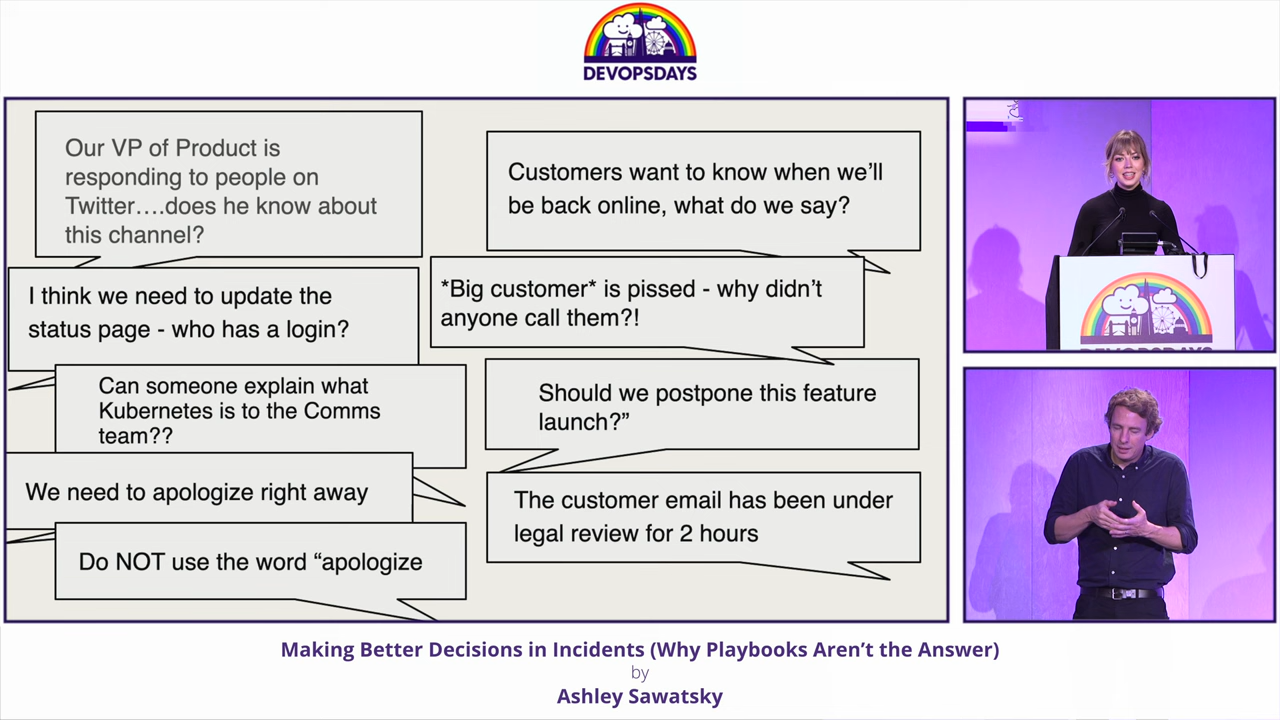 DEVOPSDAYS
Our VP of Product is
responding to people on
Twitter….does he know about
this channel?
I think we need to update the
status page - who has a login?
Can someone explain what
Kubernetes is to the Comms
team??
We need to apologize right away
Do NOT use the word “apologize
Customers want to know when we’ll
be back online, what do we say?
*Big customer* is pissed - why didn’t
anyone call them?!
Should we postpone this feature
launch?”
The customer email has been under
legal review for 2 hours
DEVOPSDAYS
Making Better Decisions in Incidents (Why Playbooks Aren’t the Answer)
by
Ashley Sawatsky